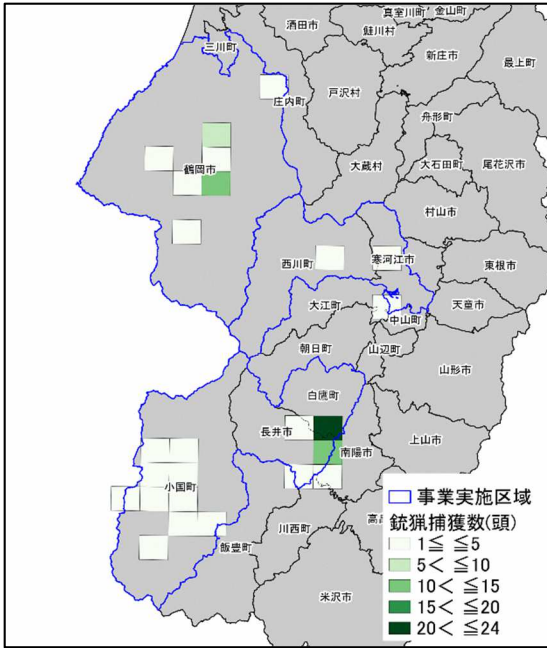 真室川町
金山町
酒田市
鮭川村
三川町
新庄市
最上町
庄内町
戸沢村
舟形町
大蔵村
大石田町
尾花沢市
鶴岡市
村山市
西川町
寒河江市
東根市
大江町
天童市
中山町
朝日町
山辺町
山形市
白鷹町
長井市
南陽市
上山市
小国町
川西町
飯豊町
米沢市
事業実施区域
銃猟捕獲数(頭)
1≦ ≦5
5< ≦10
10< ≦15
15< ≦20
20< ≦24